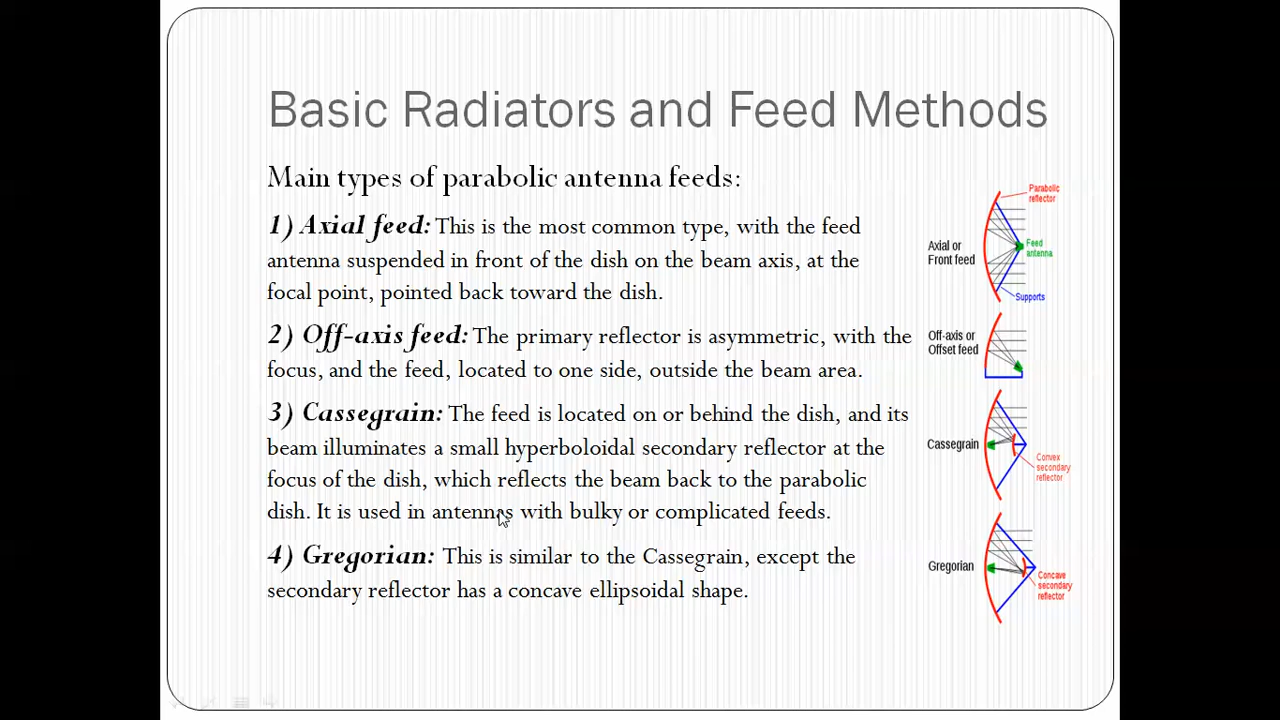 Basic Radiators and Feed Methods
Main types of parabolic antenna feeds:
1) Axial feed: This is the most common type, with the feed
antenna suspended in front of the dish on the beam axis, at the
focal point, pointed back toward the dish.
2) Off-axis feed: The primary reflector is asymmetric, with the
focus, and the feed, located to one side, outside the beam area.
3) Cassegrain: The feed is located on or behind the dish, and its
beam illuminates a small hyperboloidal secondary reflector at the
focus of the dish, which reflects the beam back to the parabolic
dish. It is used in antennas with bulky or complicated feeds.
4) Gregorian: This is similar to the Cassegrain, except the
secondary reflector has a concave ellipsoidal shape.
Parabolic
reflector
Axial or
Front feed
Feed
antenna
Supports
Off-axis or
Offset feed
Cassegrain
Convex
secondary
reflector
Gregorian
Concave
secondary
reflector